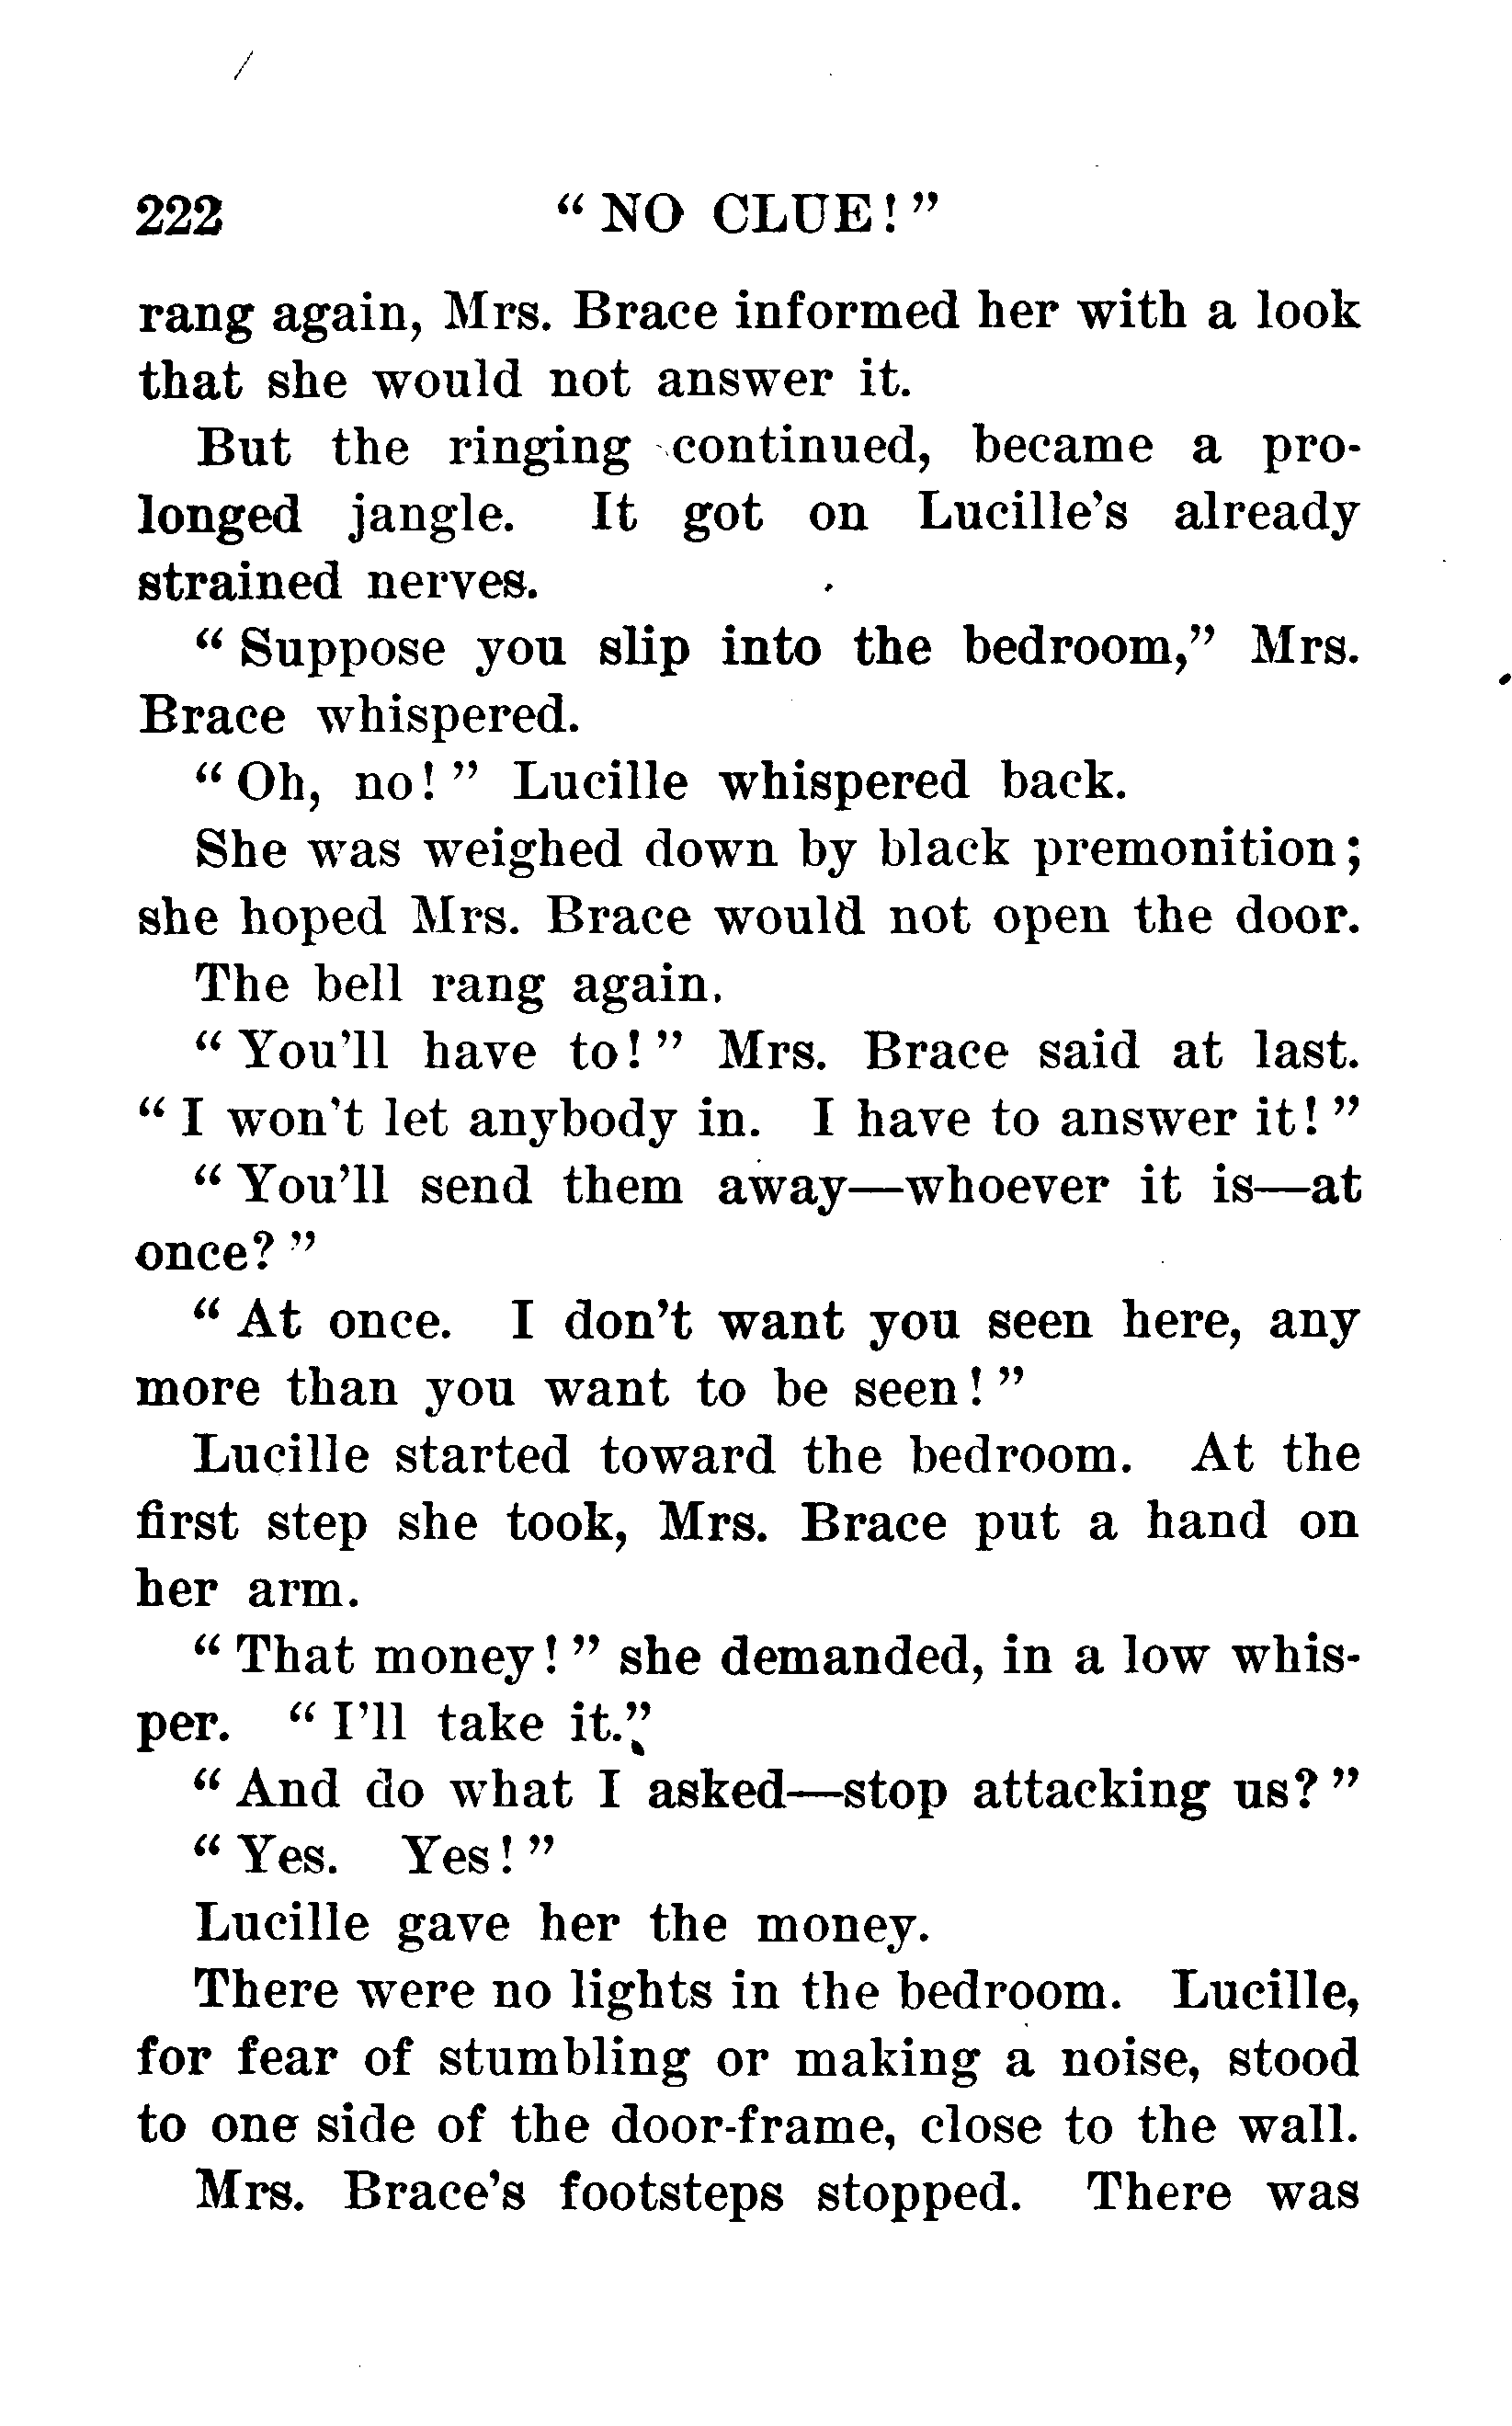 222 “ NO CLUE! ”
rang again, Mrs. Brace informed her with a look
that she would not answer it.
But the ringing continued, became a pro-
longed jangle. It got on Lucille’s already
strained nerves.
“ Suppose you slip into the bedroom,” Mrs.
Brace whispered.
“ Oh, no! ” Lucille whispered back.
She was weighed down by black premonition;
she hoped Mrs. Brace would not open the door.
The bell rang again.
“ You’ll have to! ” Mrs. Brace said at last.
“ I won’t let anybody in. I have to answer it! ”
“ You’ll send them away—whoever it is—at
once? ”
“ At once. I don’t want you seen here, any
more than you want to be seen! ”
Lucille started toward the bedroom. At the
first step she took, Mrs. Brace put a hand on
her arm.
“ That money! ” she demanded, in a low whis-
per. “ I’ll take it.”
“ And do what I asked—stop attacking us? ”
“ Yes. Yes! ”
Lucille gave her the money.
There were no lights in the bedroom. Lucille,
for fear of stumbling or making a noise, stood
to one side of the door-frame, close to the wall.
Mrs. Brace’s footsteps stopped. There was